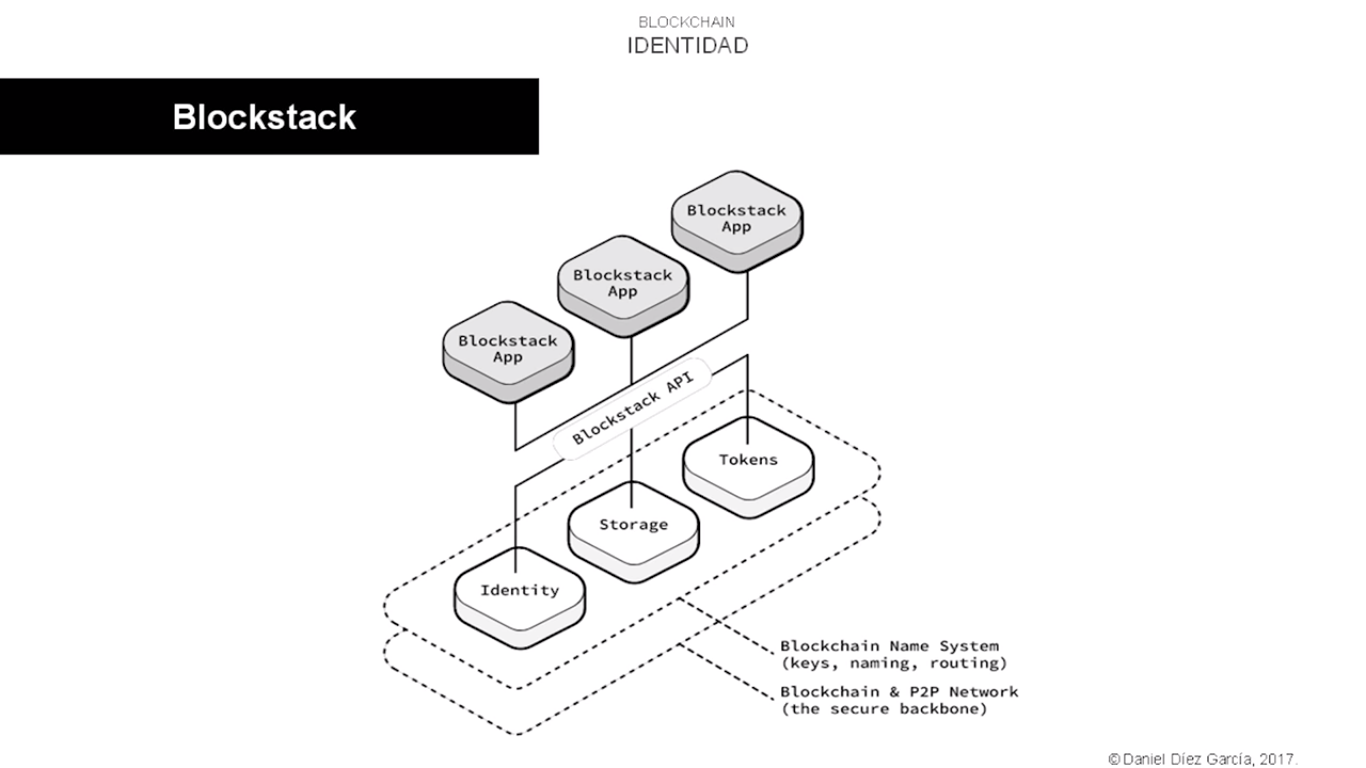 BLOCKCHAIN
IDENTIDAD
Blockstack
Blockstack
App
Blockstack
App
Blockstack
App
Blockstack API
Tokens
Storage
Identity
Blockchain Name System
(keys, naming, routing)
Blockchain & P2P Network
(the secure backbone)
©Daniel Díez García, 2017.